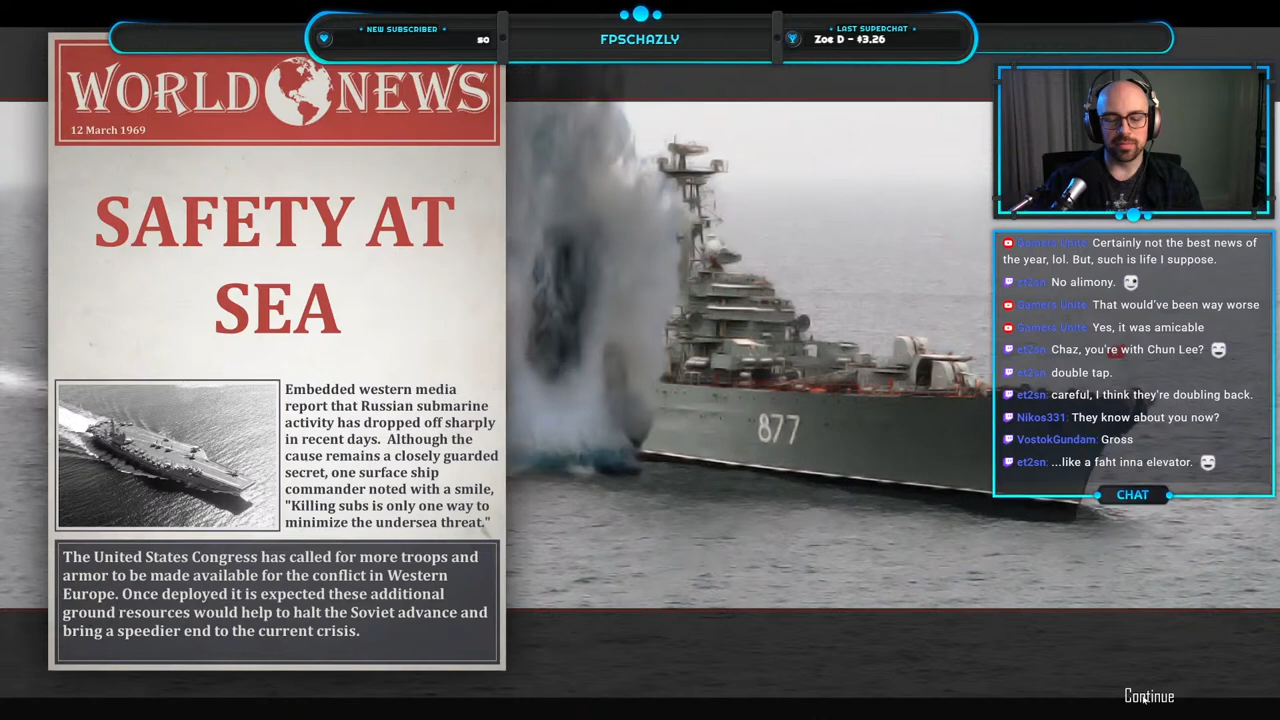 NEW SUBSCRIBER
so
FPSCHAZLY
LAST SUPERCHAT
Zoe D - $3.26
WORLD NEWS
12 March 1969
SAFETY AT
SEA
Embedded western media
report that Russian submarine
activity has dropped off sharply
in recent days. Although the
cause remains a closely guarded
secret, one surface ship
commander noted with a smile,
"Killing subs is only one way to
minimize the undersea threat."
The United States Congress has called for more troops and
armor to be made available for the conflict in Western
Europe. Once deployed it is expected these additional
ground resources would help to halt the Soviet advance and
bring a speedier end to the current crisis.
877
Gamers Unite: Certainly not the best news of
the year, lol. But, such is life I suppose.
et2sn: No alimony.
Gamers Unite: That would've been way worse
Gamers Unite: Yes, it was amicable
et2sn: Chaz, you're with Chun Lee?
et2sn: double tap.
et2sn: careful, I think they're doubling back.
Nikos331: They know about you now?
VostokGundam: Gross
et2sn: ...like a faht inna elevator.
CHAT
Continue